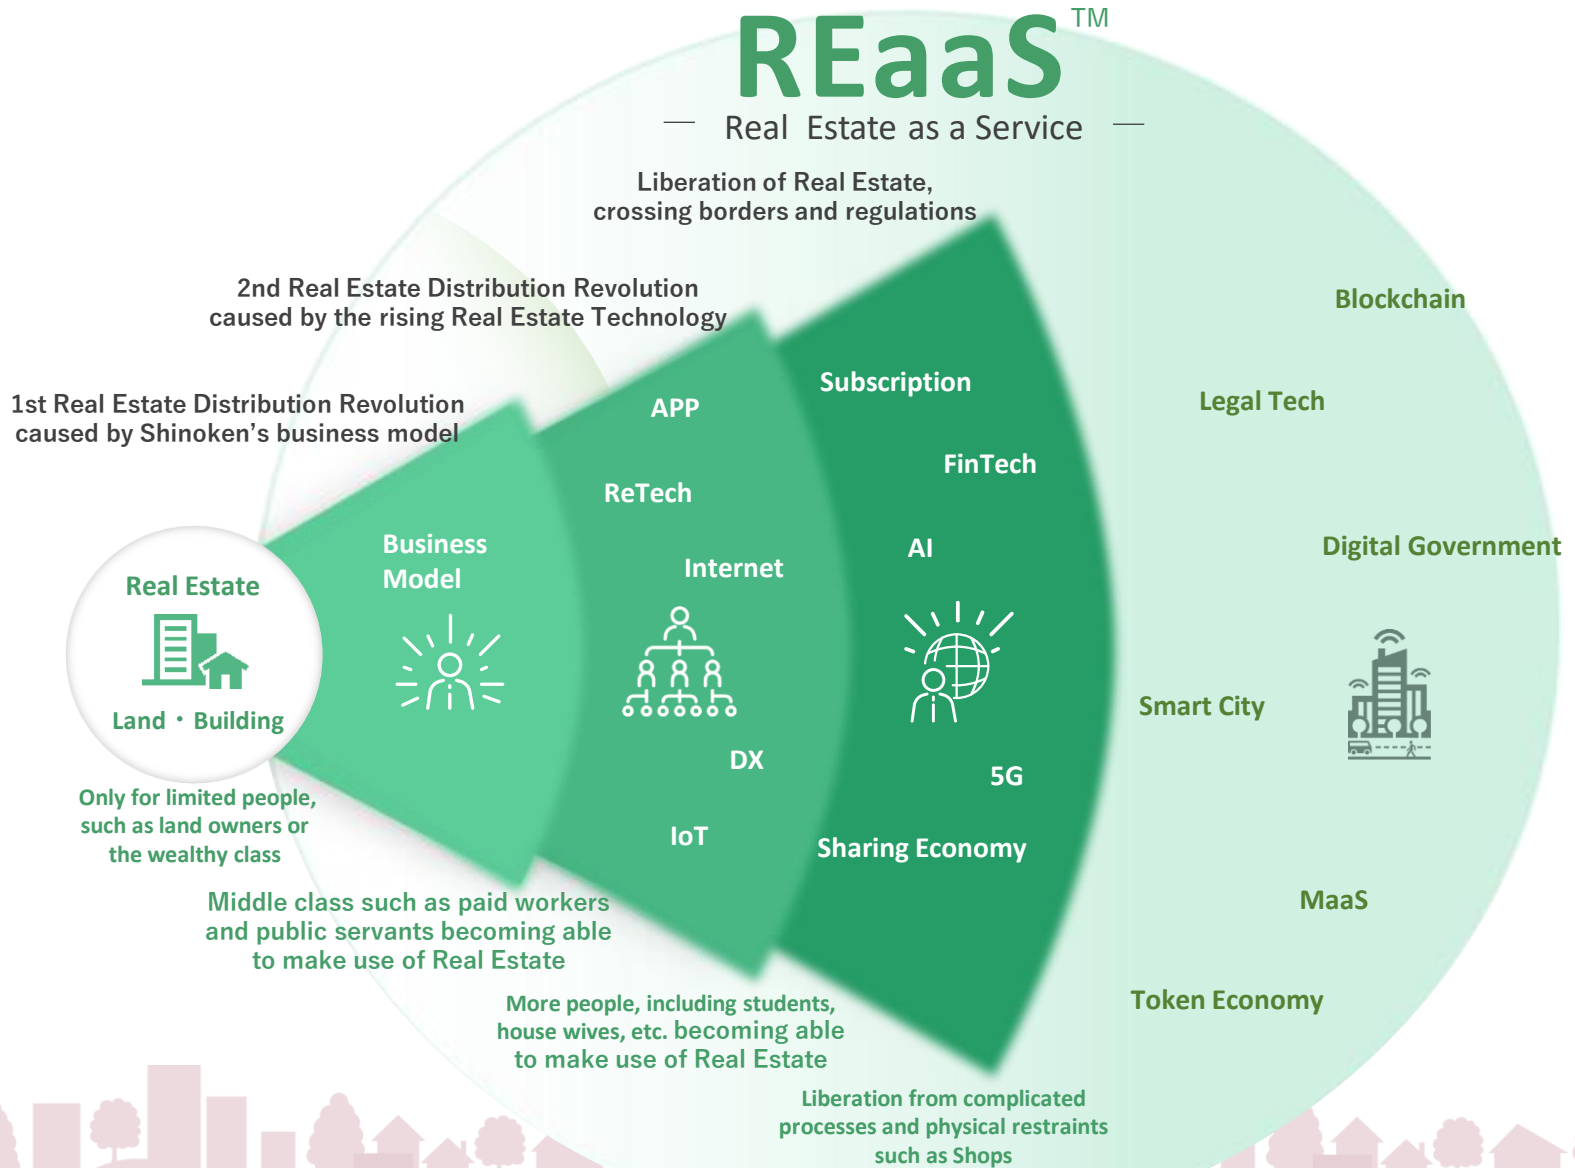 REaaS™
— Real Estate as a Service —
Liberation of Real Estate,
crossing borders and regulations
2nd Real Estate Distribution Revolution
caused by the rising Real Estate Technology
1st Real Estate Distribution Revolution
caused by Shinoken's business model
Real Estate
Land・Building
Only for limited people,
such as land owners or
the wealthy class
Business
Model
Middle class such as paid workers
and public servants becoming able
to make use of Real Estate
APP
ReTech
Internet
DX
IoT
More people, including students,
house wives, etc. becoming able
to make use of Real Estate
Subscription
FinTech
AI
5G
Sharing Economy
Liberation from complicated
processes and physical restraints
such as Shops
Blockchain
Legal Tech
Digital Government
Smart City
MaaS
Token Economy